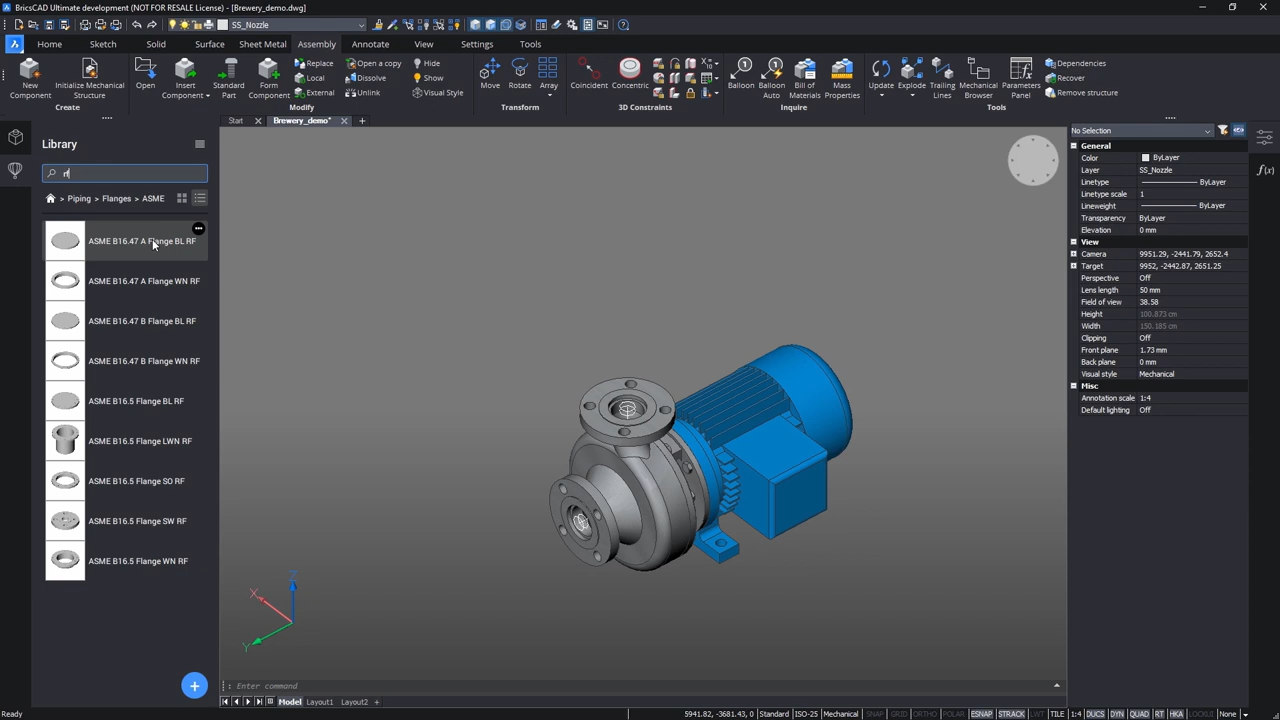 BricsCAD Ultimate development (NOT FOR RESALE License) - [Brewery_demo.dwg]
SS_Nozzle
Home Sketch Solid Surface Sheet Metal Assembly Annotate View Settings Tools
New Component
Initialize Mechanical Structure
Create
Open
Insert Component
Standard Part
Form Component
Replace
Local
External
Open a copy
Dissolve
Unlink
Hide
Show
Visual Style
Modify
Move
Rotate
Array
Transform
Coincident
Concentric
3D Constraints
Balloon
Balloon Auto
Bill of Materials
Mass Properties
Inquire
Update
Explode
Trailing Lines
Mechanical Browser
Parameters Panel
Dependencies
Recover
Remove structure
Tools
Start
Brewery_demo*
Library
rf
> Piping > Flanges > ASME
ASME B16.47 A Flange BL RF
ASME B16.47 A Flange WN RF
ASME B16.47 B Flange BL RF
ASME B16.47 B Flange WN RF
ASME B16.5 Flange BL RF
ASME B16.5 Flange LWN RF
ASME B16.5 Flange SO RF
ASME B16.5 Flange SW RF
ASME B16.5 Flange WN RF
Z
X
Y
: Enter command
Model Layout1 Layout2 +
No Selection
General
Color ByLayer
Layer SS_Nozzle
Linetype ByLayer
Linetype scale 1
Lineweight ByLayer
Transparency ByLayer
Elevation 0 mm
View
Camera 9951.29, -2441.79, 2652.4
Target 9952, -2442.87, 2651.25
Perspective Off
Lens length 50 mm
Field of view 38.58
Height 100.873 cm
Width 150.185 cm
Clipping Off
Front plane 1.73 mm
Back plane 0 mm
Visual style Mechanical
Misc
Annotation scale 1:4
Default lighting Off
f(x)
Ready
5941.82, -3681.43, 0 Standard ISO-25 Mechanical SNAP GRID ORTHO POLAR ESNAP STRACK LWT TILE 1:4 DUCS DYN QUAD RT HKA LOCKUI None